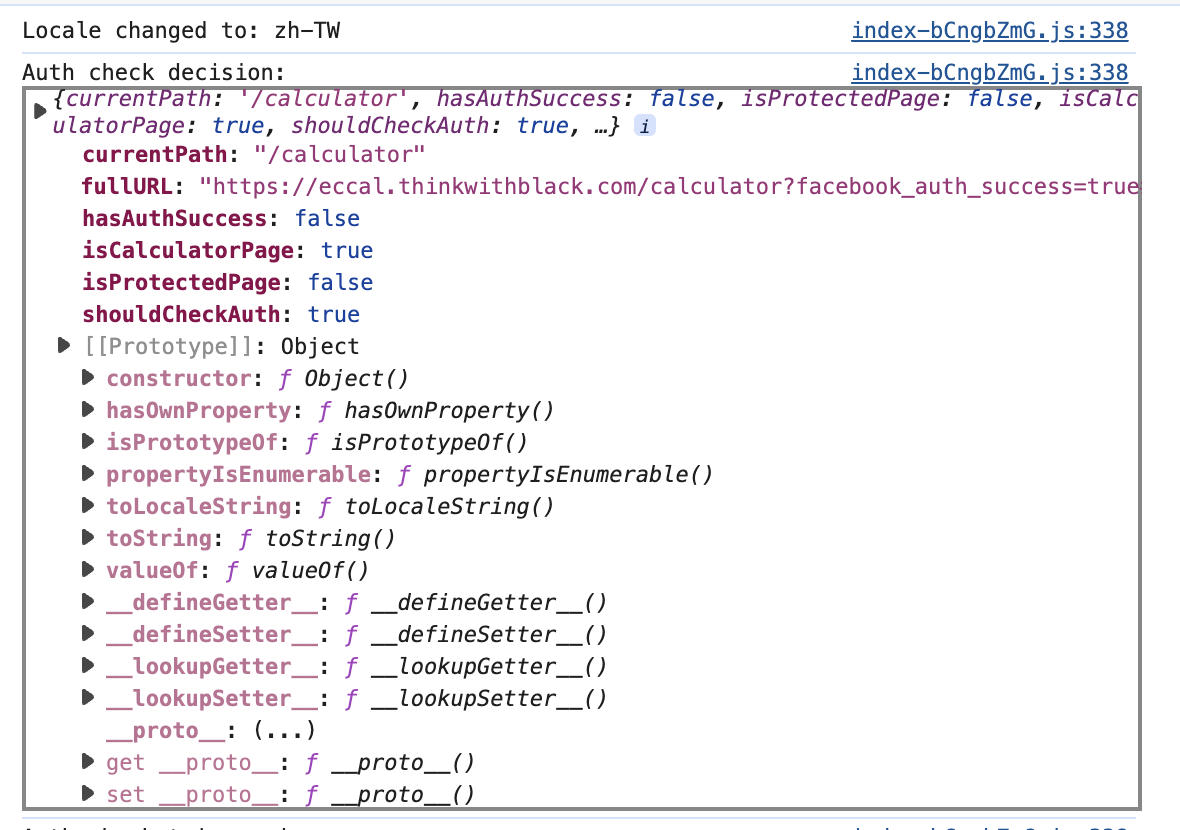 Locale changed to: zh-TW index-bCngbZmG.js:338
Auth check decision: index-bCngbZmG.js:338
{currentPath: '/calculator', hasAuthSuccess: false, isProtectedPage: false, isCalc
ulatorPage: true, shouldCheckAuth: true, …} i
currentPath: "/calculator"
fullURL: "https://eccal.thinkwithblack.com/calculator?facebook_auth_success=true
hasAuthSuccess: false
isCalculatorPage: true
isProtectedPage: false
shouldCheckAuth: true
[[Prototype]]: Object
constructor: ƒ Object()
hasOwnProperty: ƒ hasOwnProperty()
isPrototypeOf: ƒ isPrototypeOf()
propertyIsEnumerable: ƒ propertyIsEnumerable()
toLocaleString: ƒ toLocaleString()
toString: ƒ toString()
valueOf: ƒ valueOf()
__defineGetter__: ƒ __defineGetter__()
__defineSetter__: ƒ __defineSetter__()
__lookupGetter__: ƒ __lookupGetter__()
__lookupSetter__: ƒ __lookupSetter__()
__proto__: (...)
get __proto__: ƒ __proto__()
set __proto__: ƒ __proto__()